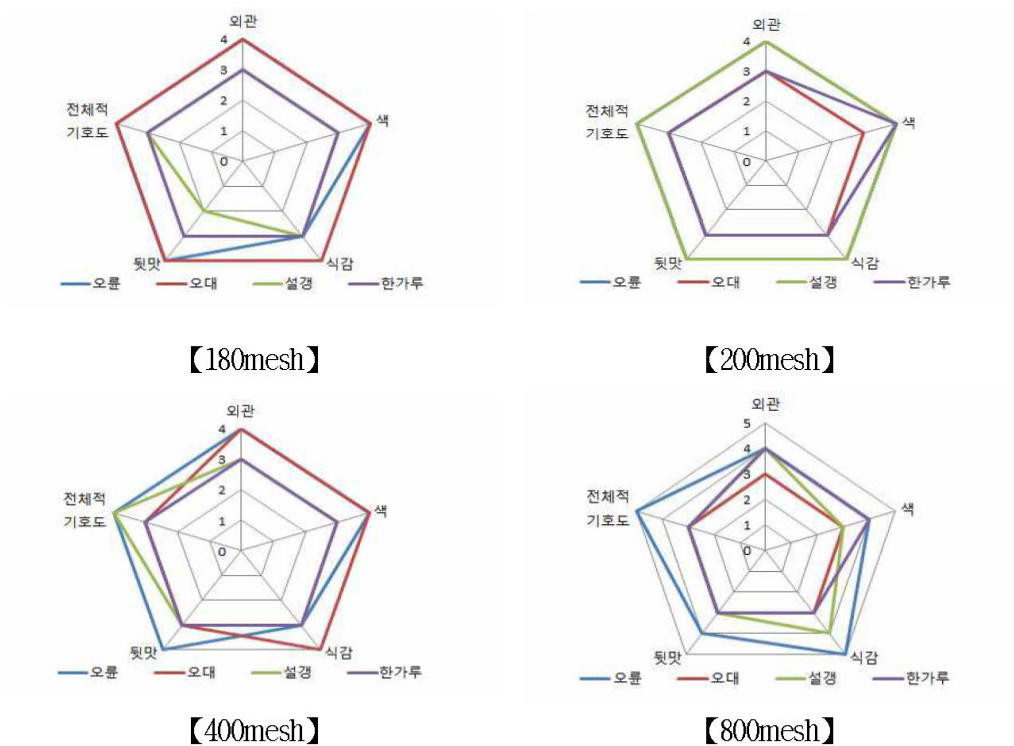 외관
4
3
2
1
0
색
식감
뒷맛
전체적
기호도
오륜 오대 설갱 한가루
【180mesh】
외관
4
3
2
1
0
색
식감
뒷맛
전체적
기호도
오륜 오대 설갱 한가루
【200mesh】
외관
4
3
2
1
0
색
식감
뒷맛
전체적
기호도
오륜 오대 설갱 한가루
【400mesh】
외관
5
4
3
2
1
0
색
식감
뒷맛
전체적
기호도
오륜 오대 설갱 한가루
【800mesh】